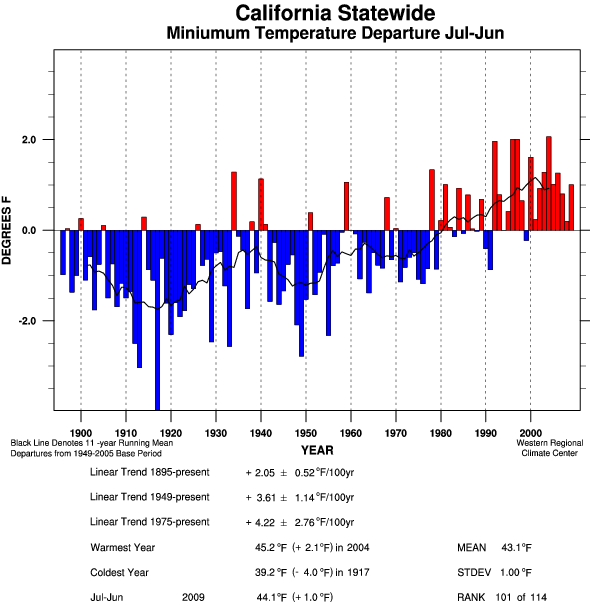 California Statewide
Miniumum Temperature Departure Jul-Jun
DEGREES F
2.0
0.0
-2.0
1900 1910 1920 1930 1940 1950 1960 1970 1980 1990 2000
YEAR
Black Line Denotes 11 -year Running Mean
Departures from 1949-2005 Base Period
Western Regional
Climate Center
Linear Trend 1895-present + 2.05 ± 0.52 °F/100yr
Linear Trend 1949-present + 3.61 ± 1.14 °F/100yr
Linear Trend 1975-present + 4.22 ± 2.76 °F/100yr
Warmest Year 45.2 °F (+ 2.1°F) in 2004 MEAN 43.1°F
Coldest Year 39.2 °F (- 4.0°F) in 1917 STDEV 1.00 °F
Jul-Jun 2009 44.1°F (+ 1.0°F) RANK 101 of 114